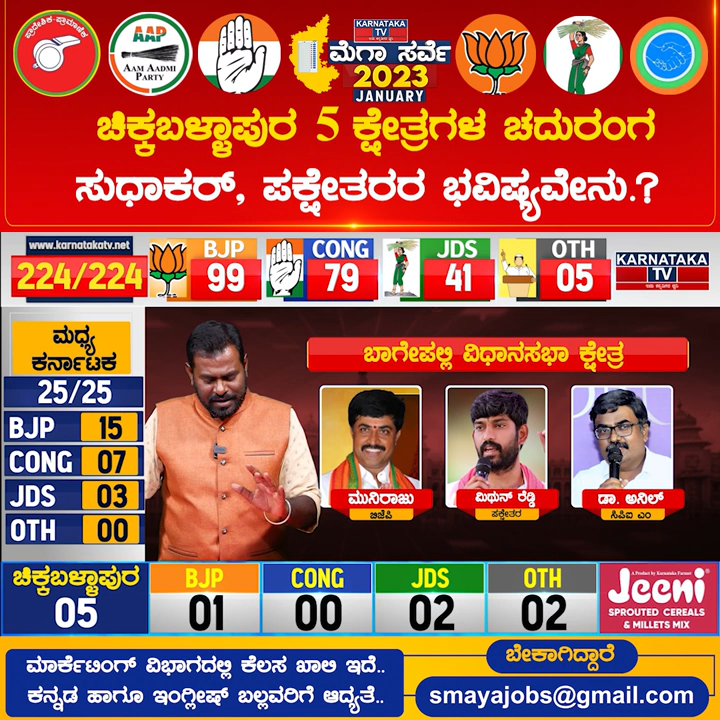 ಪ್ರಾದೇಶಿಕ-ಪ್ರಾಮಾಣಿಕ
AAP
AAM AADMI
PARTY
KARNATAKA
TV
ಮೆಗಾ ಸರ್ವೆ
2023
JANUARY
ಚಿಕ್ಕಬಳ್ಳಾಪುರ 5 ಕ್ಷೇತ್ರಗಳ ಚದುರಂಗ
ಸುಧಾಕರ್, ಪಕ್ಷೇತರರ ಭವಿಷ್ಯವೇನು.?
www.karnatakatv.net
224/224
BJP
99
CONG
79
JDS
41
OTH
05
KARNATAKA
TV
ಮಧ್ಯ
ಕರ್ನಾಟಕ
25/25
BJP 15
CONG 07
JDS 03
OTH 00
ಬಾಗೇಪಲ್ಲಿ ವಿಧಾನಸಭಾ ಕ್ಷೇತ್ರ
ಮುನಿರಾಜು
ಬಿಜೆಪಿ
ಮಿಥುನ್ ರೆಡ್ಡಿ
ಪಕ್ಷೇತರ
ಡಾ. ಅನಿಲ್
ಸಿಪಿಐ ಎಂ
ಚಿಕ್ಕಬಳ್ಳಾಪುರ
05
BJP
01
CONG
00
JDS
02
OTH
02
A Product by Karnataka Farmer
Jeeni®
SPROUTED CEREALS
& MILLETS MIX
ಮಾರ್ಕೆಟಿಂಗ್ ವಿಭಾಗದಲ್ಲಿ ಕೆಲಸ ಖಾಲಿ ಇದೆ..
ಕನ್ನಡ ಹಾಗೂ ಇಂಗ್ಲೀಷ್ ಬಲ್ಲವರಿಗೆ ಆದ್ಯತೆ..
ಬೇಕಾಗಿದ್ದಾರೆ
smayajobs@gmail.com